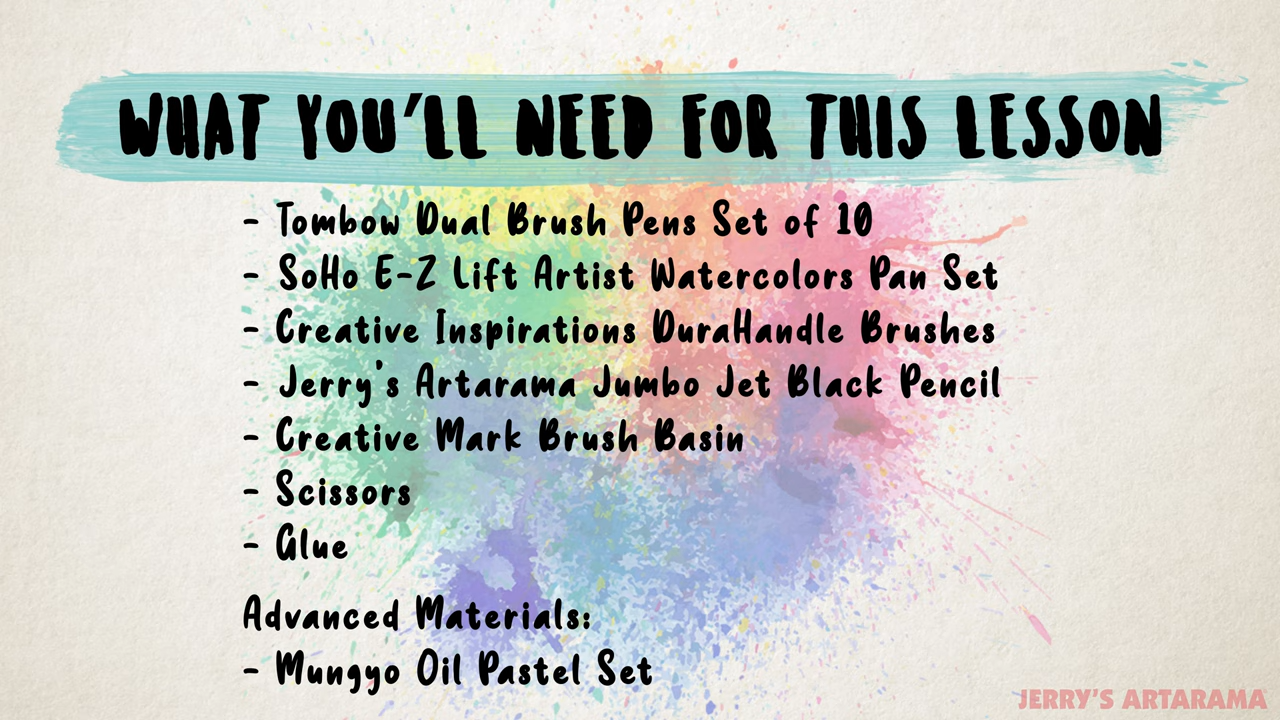 WHAT YOU'LL NEED FOR THIS LESSON
- Tombow Dual Brush Pens Set of 10
- SoHo E-Z Lift Artist Watercolors Pan Set
- Creative Inspirations DuraHandle Brushes
- Jerry's Artarama Jumbo Jet Black Pencil
- Creative Mark Brush Basin
- Scissors
- Glue
Advanced Materials:
- Mungyo Oil Pastel Set
JERRY'S ARTARAMA